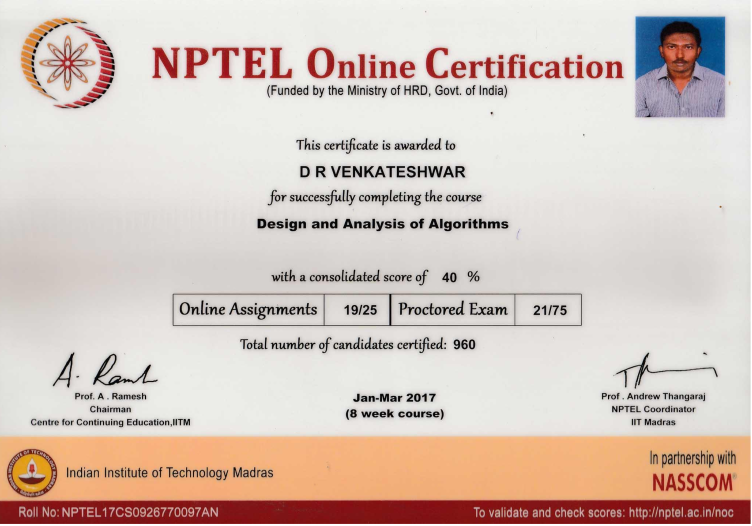 NPTEL Online Certification
(Funded by the Ministry of HRD, Govt. of India)
This certificate is awarded to
D R VENKATESHWAR
for successfully completing the course
Design and Analysis of Algorithms
with a consolidated score of 40 %
Online Assignments 19/25 Proctored Exam 21/75
Total number of candidates certified: 960
A. Ramesh
Prof. A . Ramesh
Chairman
Centre for Continuing Education,IITM
Jan-Mar 2017
(8 week course)
Prof . Andrew Thangaraj
NPTEL Coordinator
IIT Madras
Indian Institute of Technology Madras
In partnership with
NASSCOM®
Roll No: NPTEL17CS0926770097AN
To validate and check scores: http://nptel.ac.in/noc